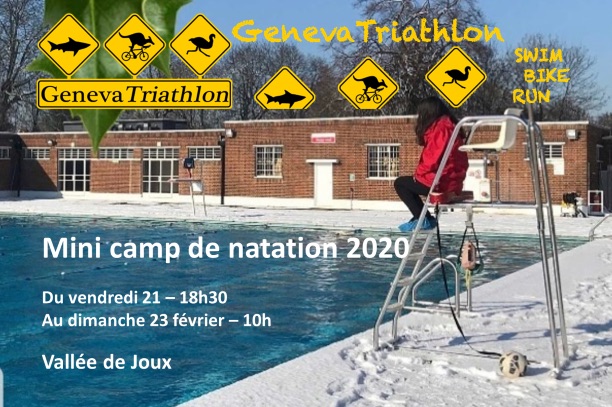 GenevaTriathlon
GenevaTriathlon
SWIM
BIKE
RUN
Mini camp de natation 2020
Du vendredi 21 – 18h30
Au dimanche 23 février – 10h
Vallée de Joux